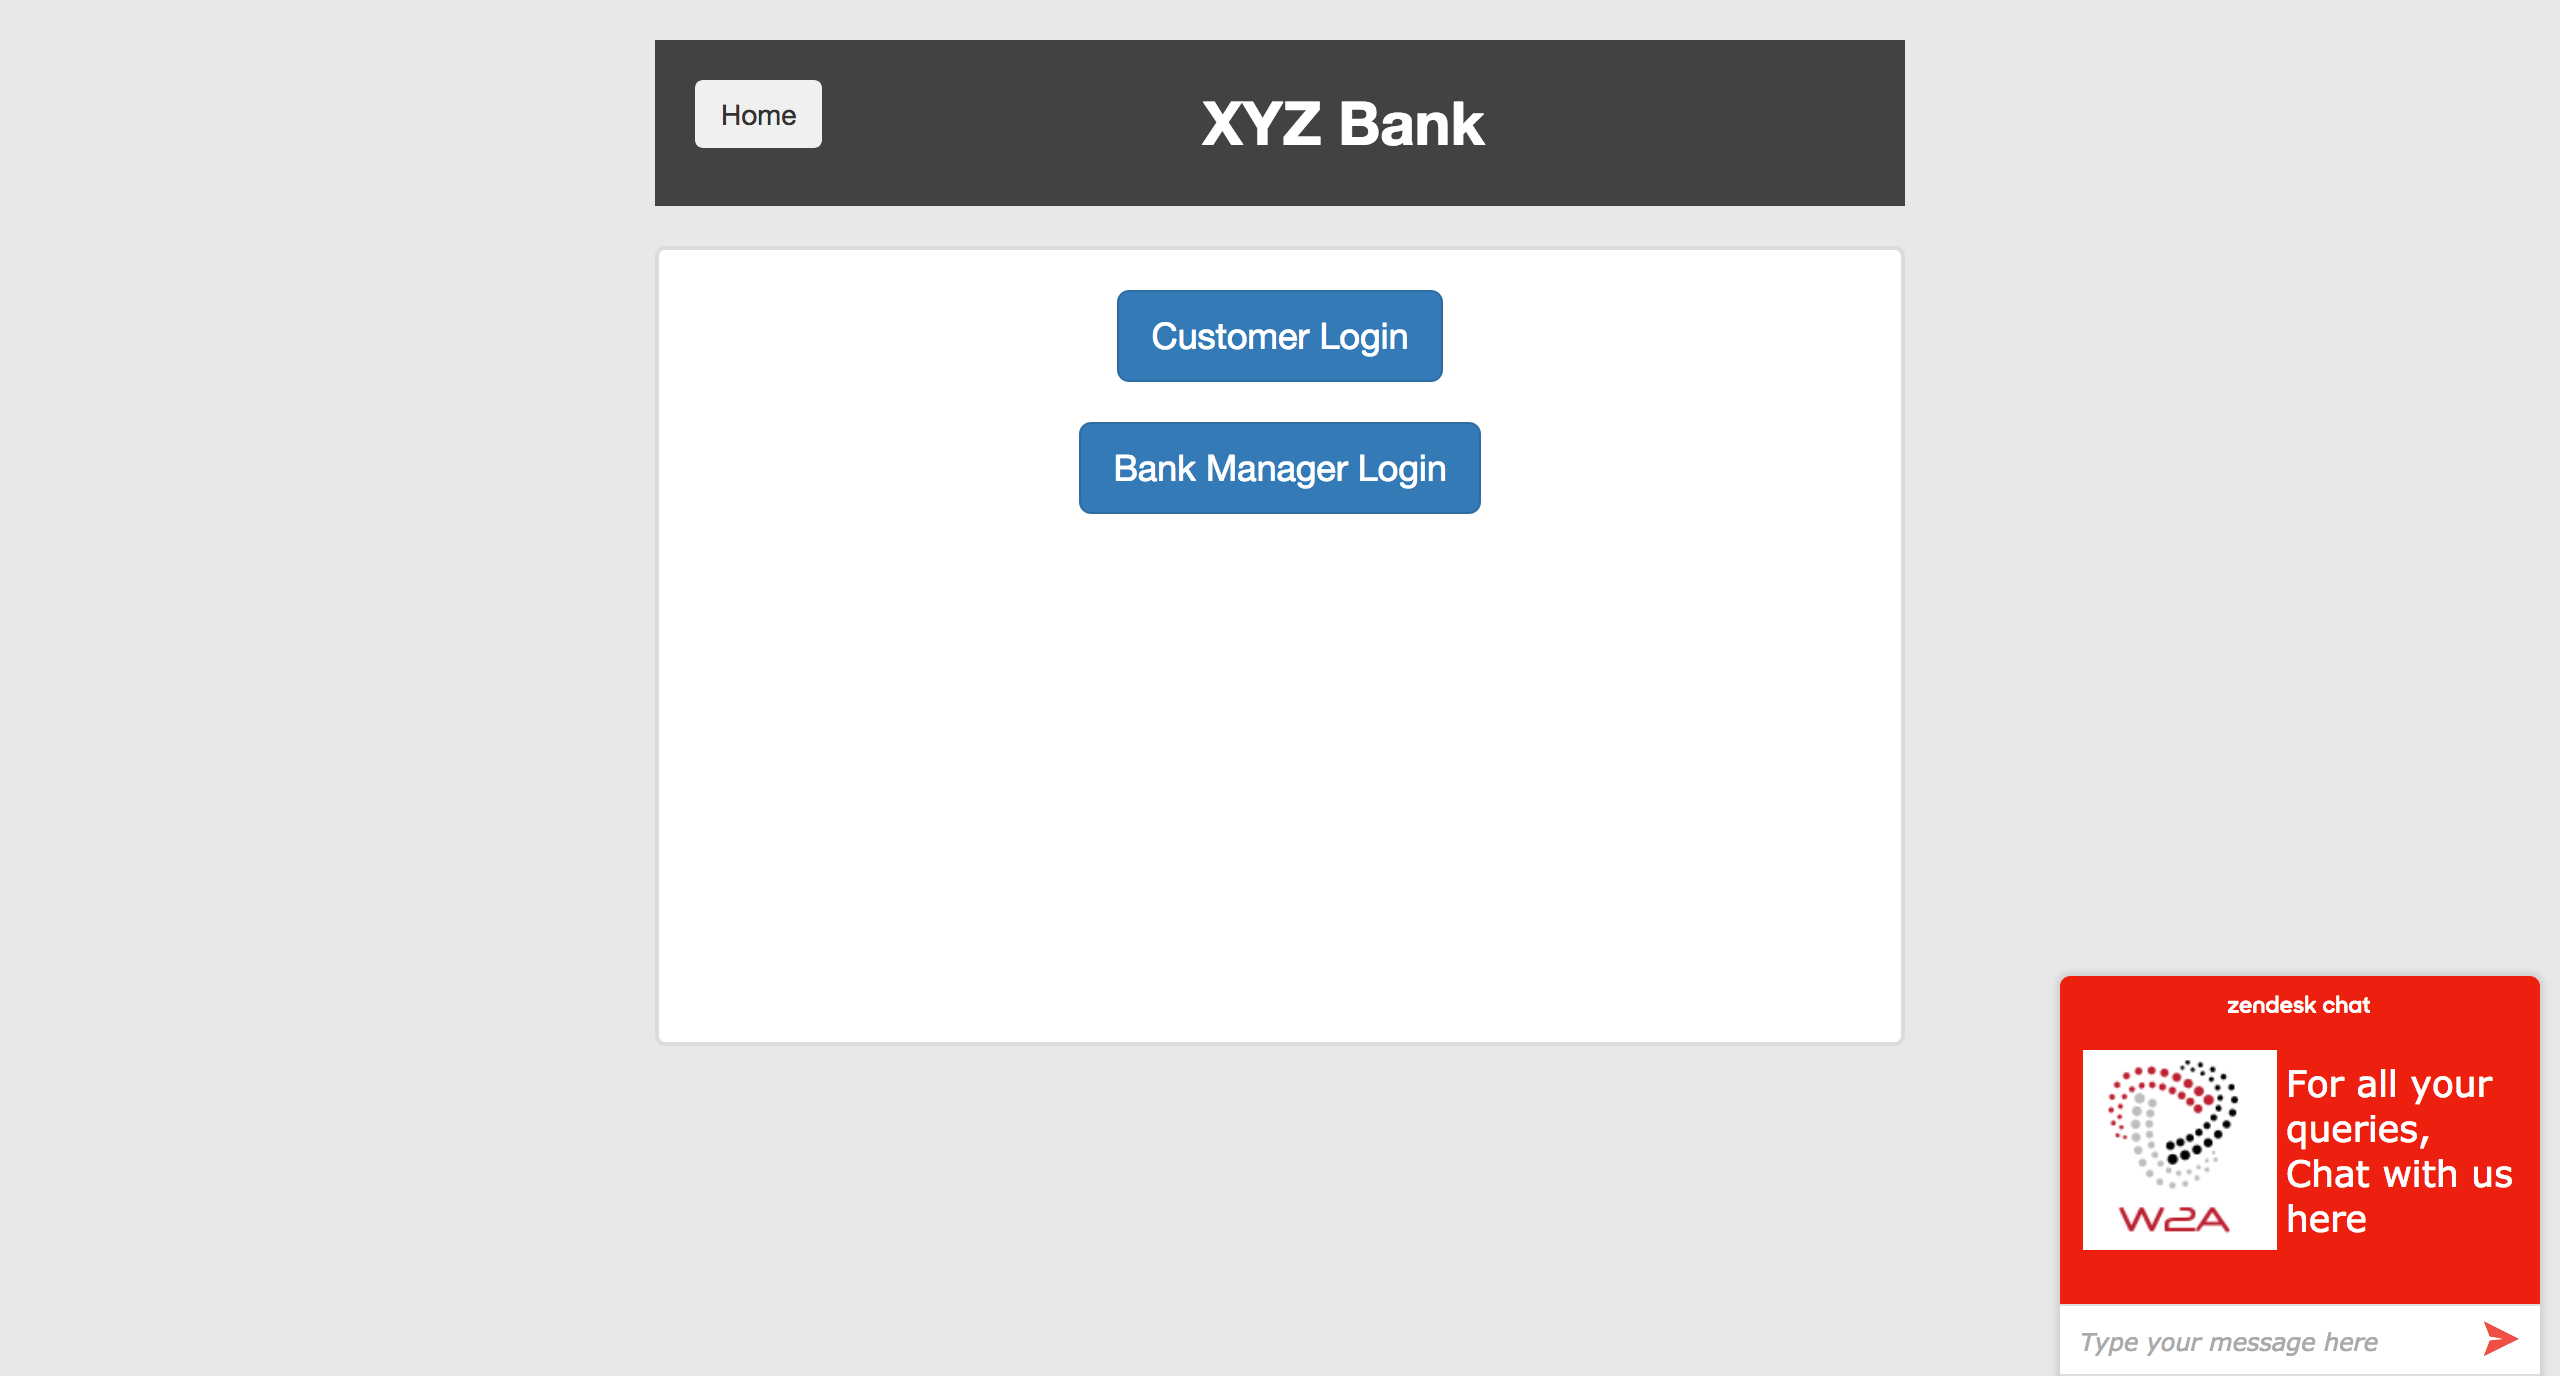 Home
XYZ Bank
Customer Login
Bank Manager Login
zendesk chat
For all your
queries,
Chat with us
here
W2A
Type your message here